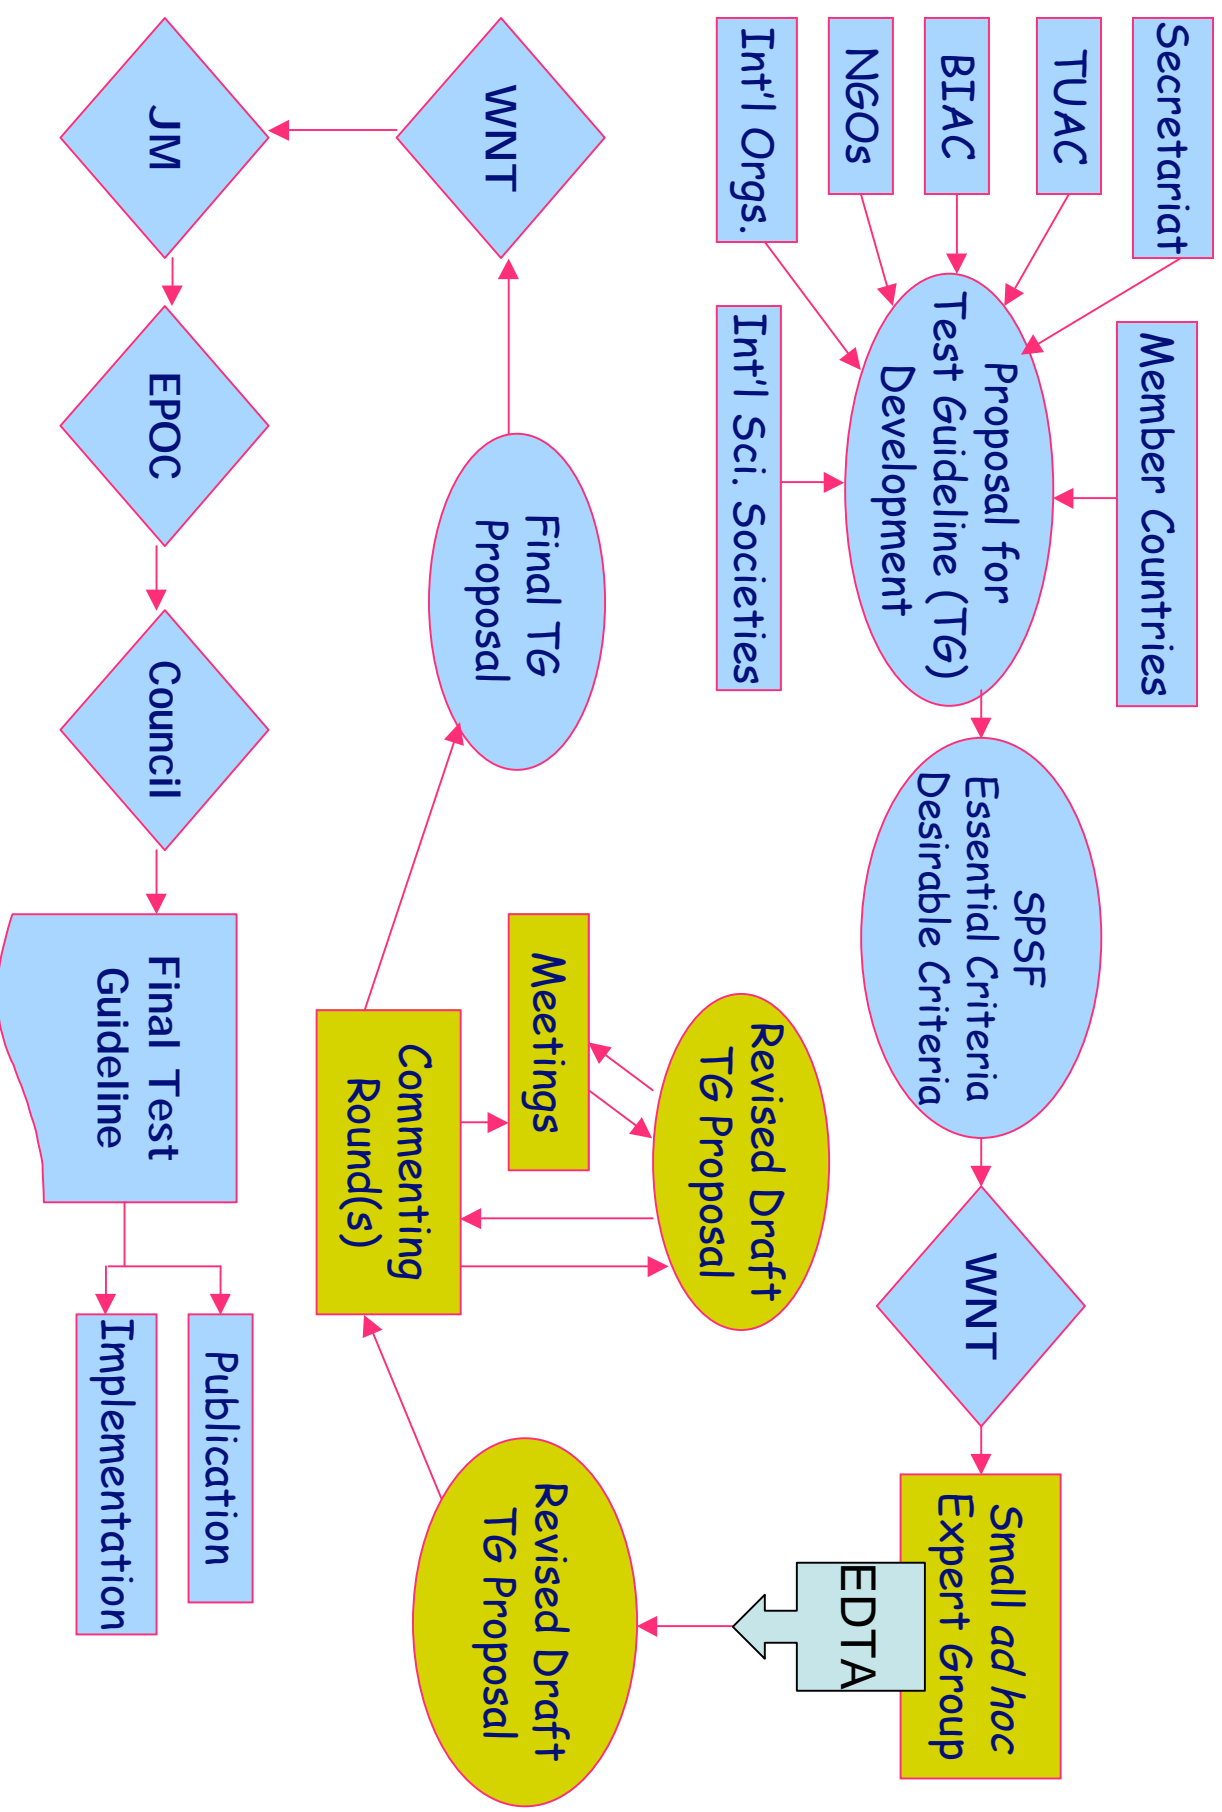 Secretariat
TUAC
BIAC
NGOs
Int'l Orgs.
Member Countries
Proposal for
Test Guideline (TG)
Development
Int'l Sci. Societies
SPSF
Essential Criteria
Desirable Criteria
WNT
Small ad hoc
Expert Group
EDTA
Revised Draft
TG Proposal
Revised Draft
TG Proposal
Meetings
Commenting
Round(s)
Final TG
Proposal
WNT
JM
EPOC
Council
Final Test
Guideline
Publication
Implementation